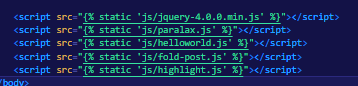 <script src="{% static 'js/jquery-4.0.0.min.js' %}"></script>
<script src="{% static 'js/paralax.js' %}"></script>
<script src="{% static 'js/helloworld.js' %}"></script>
<script src="{% static 'js/fold-post.js' %}"></script>
<script src="{% static 'js/highlight.js' %}"></script>
/body>